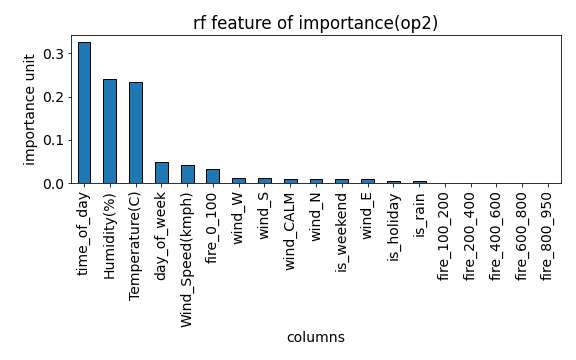 rf feature of importance(op2)
importance unit
0.3
0.2
0.1
0.0
time_of_day
Humidity(%)
Temperature(C)
day_of_week
Wind_Speed(kmph)
fire_0_100
wind_W
wind_S
wind_CALM
wind_N
is_weekend
wind_E
is_holiday
is_rain
fire_100_200
fire_200_400
fire_400_600
fire_600_800
fire_800_950
columns